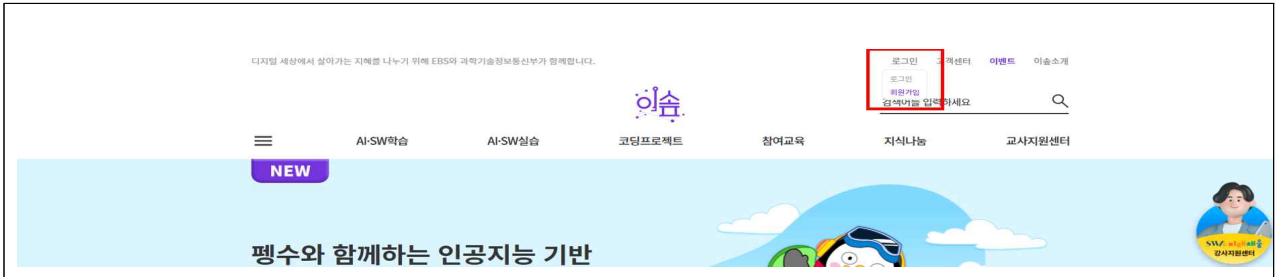 디지털 세상에서 살아가는 지혜를 나누기 위해 EBS와 과학기술정보통신부가 함께합니다.
로그인 고객센터 이벤트 이솝소개
로그인
회원가입
이솝
검색어를 입력하세요
AI·SW학습 AI·SW실습 코딩프로젝트 참여교육 지식나눔 교사지원센터
NEW
펭수와 함께하는 인공지능 기반
강사지원센터